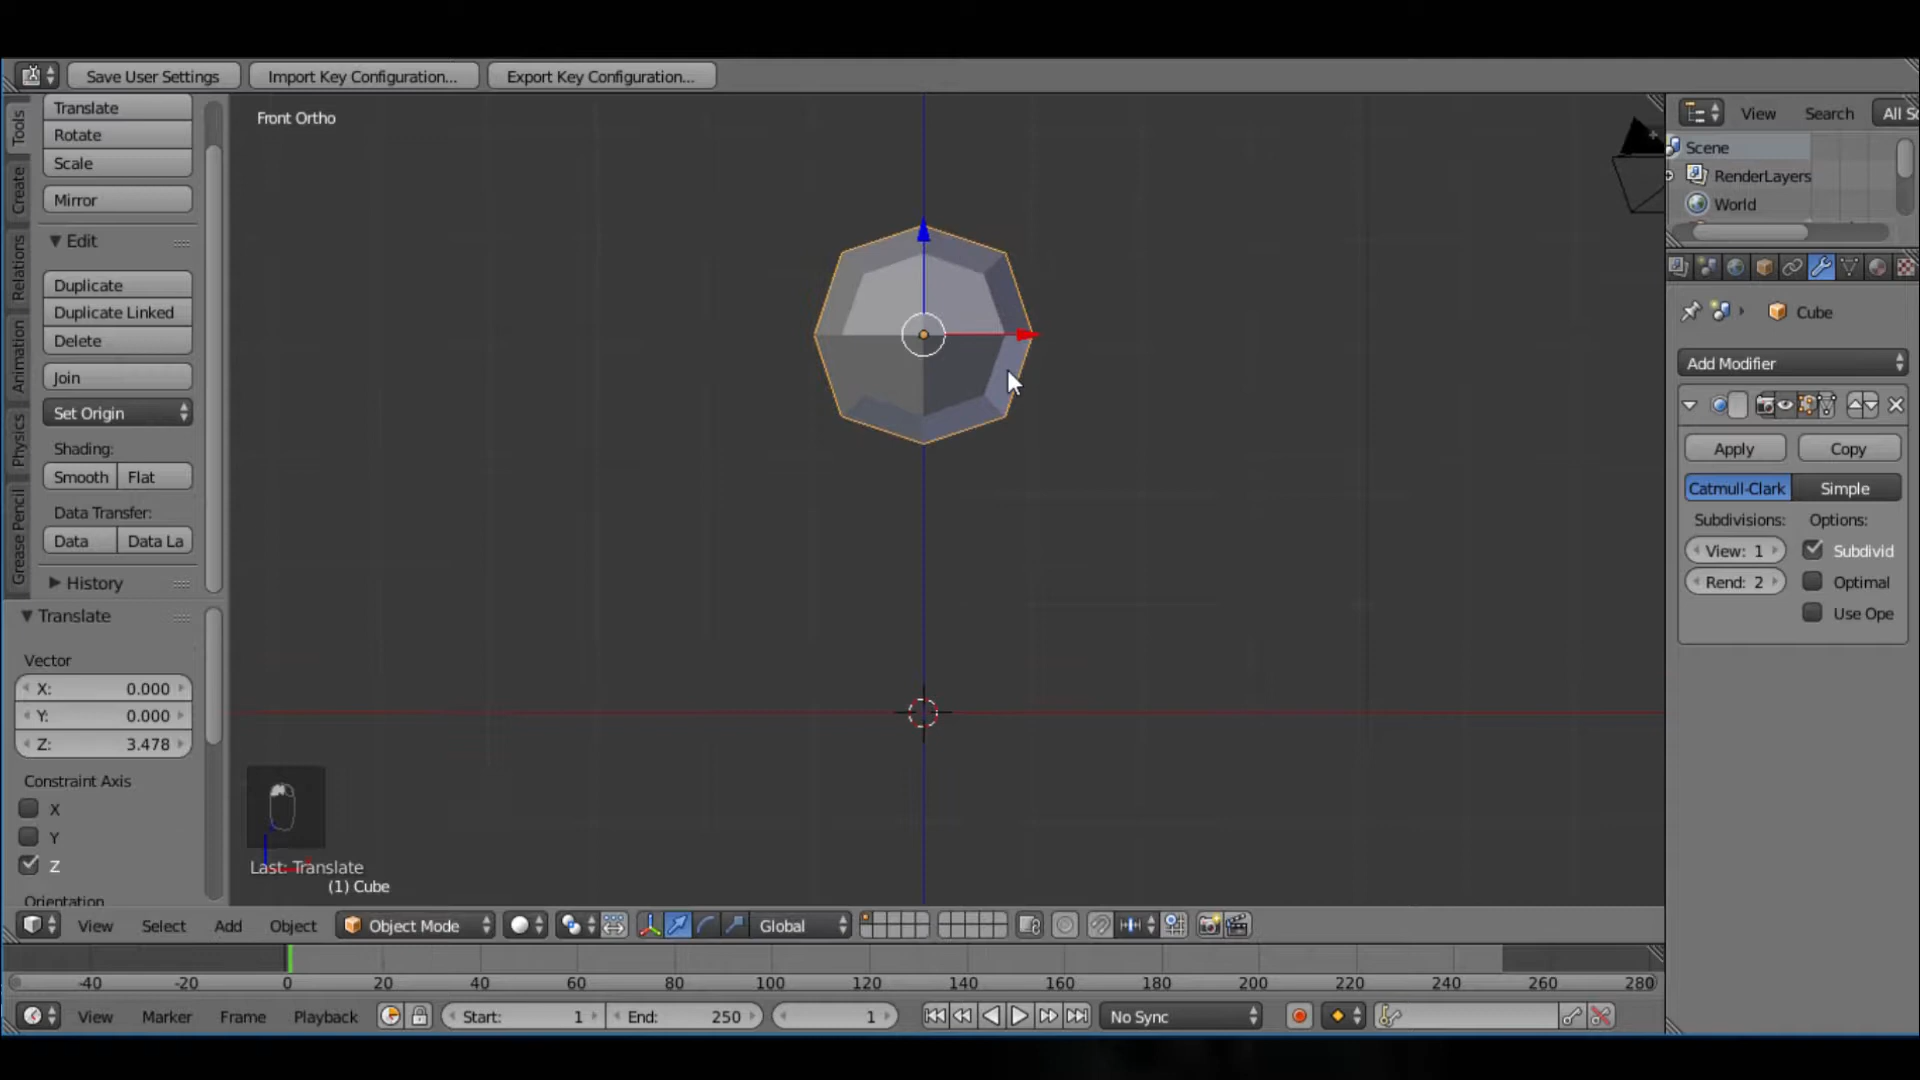 Save User Settings
Import Key Configuration...
Export Key Configuration...
Tools
Create
Relations
Animation
Physics
Grease Pencil
Translate
Rotate
Scale
Mirror
Edit
Duplicate
Duplicate Linked
Delete
Join
Set Origin
Shading:
Smooth
Flat
Data Transfer:
Data
Data La
History
Translate
Vector
X: 0.000
Y: 0.000
Z: 3.478
Constraint Axis
X
Y
Z
Orientation
Front Ortho
Last: Translate
(1) Cube
View
Search
All Sc
Scene
RenderLayers
World
Cube
Add Modifier
Apply
Copy
Catmull-Clark
Simple
Subdivisions:
Options:
View: 1
Subdivid
Rend: 2
Optimal
Use Ope
View
Select
Add
Object
Object Mode
Global
-40 -20 0 20 40 60 80 100 120 140 160 180 200 220 240 260 280
View
Marker
Frame
Playback
Start: 1
End: 250
1
No Sync